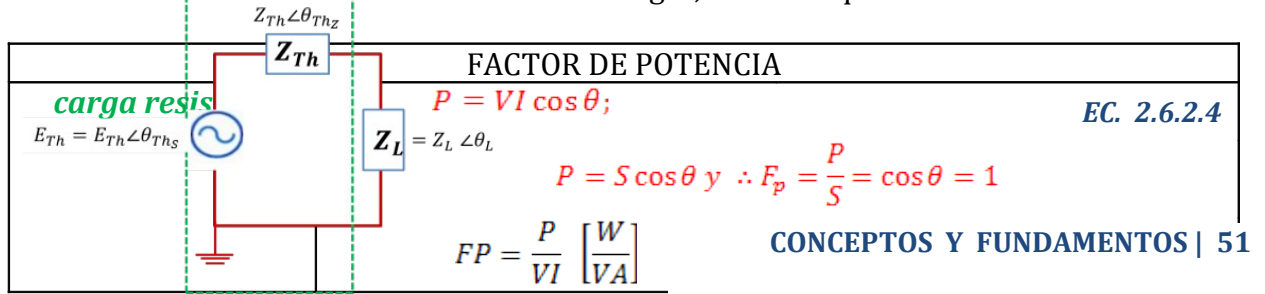 Z_{Th}∠θ_{Th_Z}
Z_{Th}
FACTOR DE POTENCIA
carga resis
P = VI cos θ;
EC. 2.6.2.4
E_{Th} = E_{Th}∠θ_{Th_S}
Z_L = Z_L ∠θ_L
P = S cos θ y ∴ F_p = P/S = cos θ = 1
FP = P/VI [W/VA]
CONCEPTOS Y FUNDAMENTOS | 51